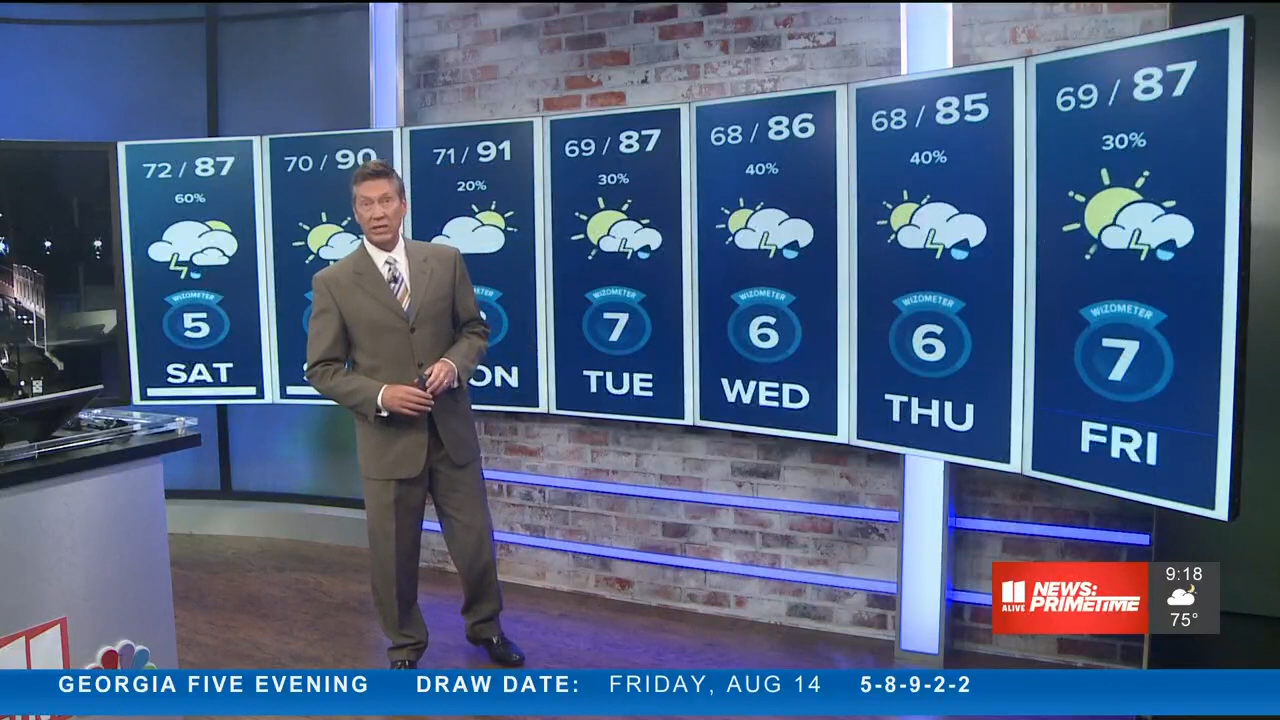 72 / 87
60%
WIZOMETER
5
SAT
70 / 90
71 / 91
20%
69 / 87
30%
WIZOMETER
7
TUE
68 / 86
40%
WIZOMETER
6
WED
68 / 85
40%
WIZOMETER
6
THU
69 / 87
30%
WIZOMETER
7
FRI
11 ALIVE NEWS: PRIMETIME
9:18
75°
GEORGIA FIVE EVENING DRAW DATE: FRIDAY, AUG 14 5-8-9-2-2